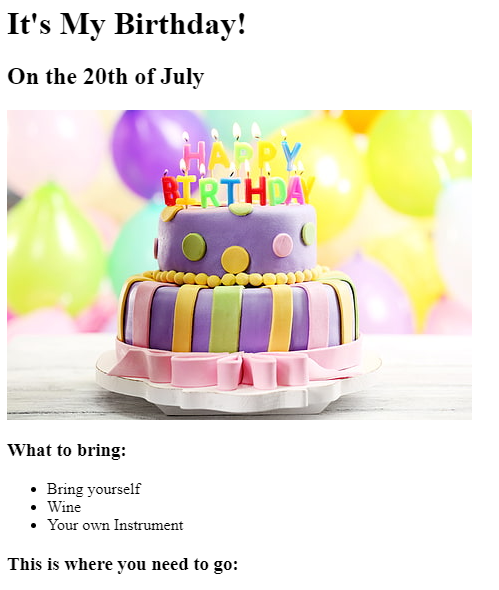 It's My Birthday!
On the 20th of July
HAPPY
BIRTHDAY
What to bring:
Bring yourself
Wine
Your own Instrument
This is where you need to go: